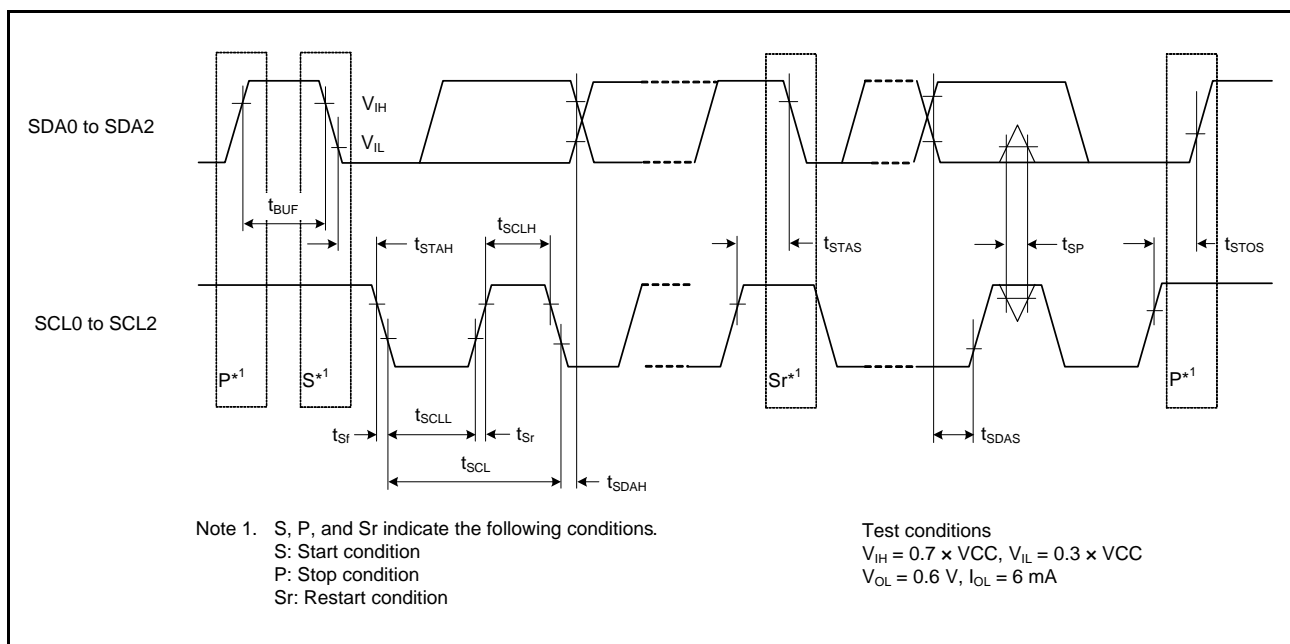 SDA0 to SDA2
VIH
VIL
tBUF
tSTAH
tSCLH
tSTAS
tSP
tSTOS
SCL0 to SCL2
P*1
S*1
Sr*1
P*1
tSf
tSCLL
tSr
tSCL
tSDAH
tSDAS
Note 1. S, P, and Sr indicate the following conditions.
S: Start condition
P: Stop condition
Sr: Restart condition
Test conditions
VIH = 0.7 × VCC, VIL = 0.3 × VCC
VOL = 0.6 V, IOL = 6 mA